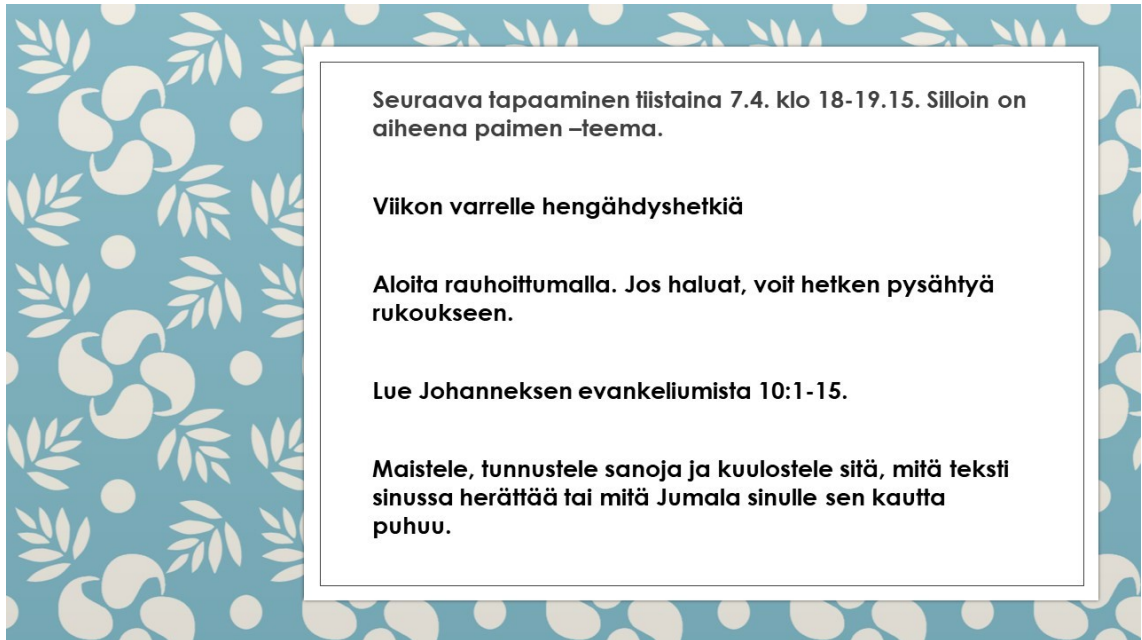 Seuraava tapaaminen tiistaina 7.4. klo 18-19.15. Silloin on
aiheena paimen –teema.
Viikon varrelle hengähdyshetkiä
Aloita rauhoittumalla. Jos haluat, voit hetken pysähtyä
rukoukseen.
Lue Johanneksen evankeliumista 10:1-15.
Maistele, tunnustele sanoja ja kuulostele sitä, mitä teksti
sinussa herättää tai mitä Jumala sinulle sen kautta
puhuu.